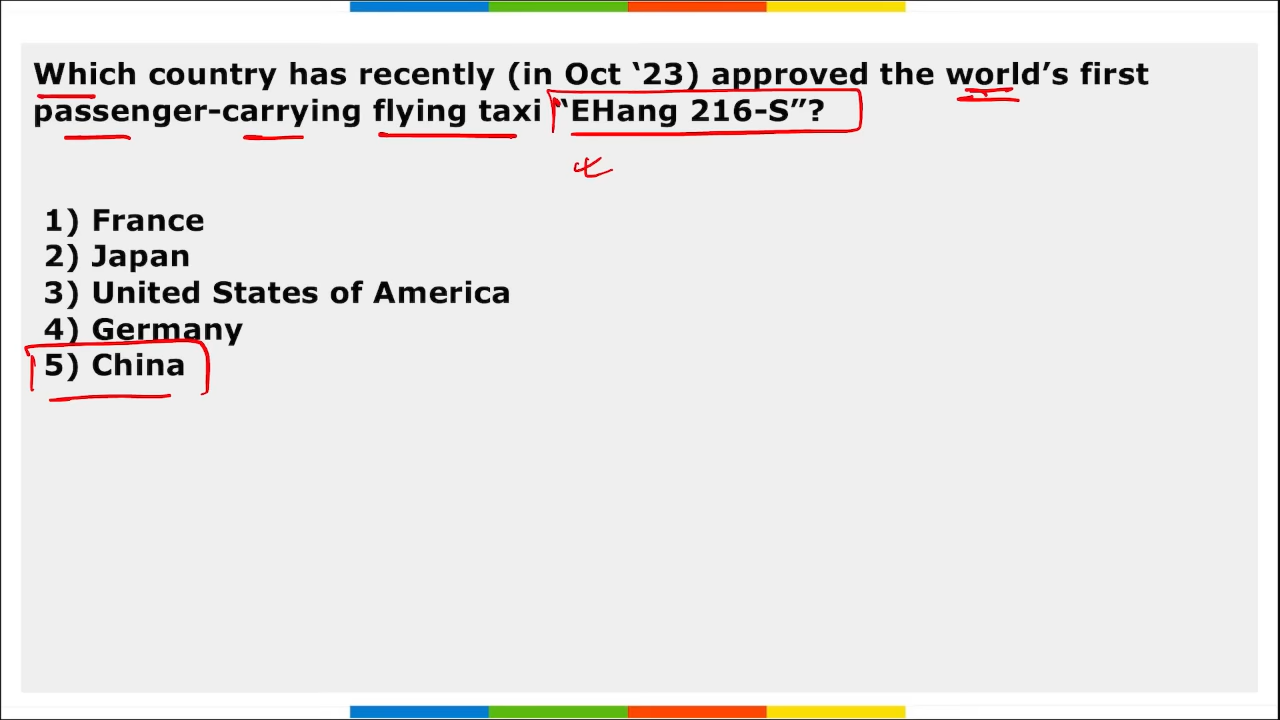 Which country has recently (in Oct ‘23) approved the world’s first
passenger-carrying flying taxi “EHang 216-S”?
1) France
2) Japan
3) United States of America
4) Germany
5) China